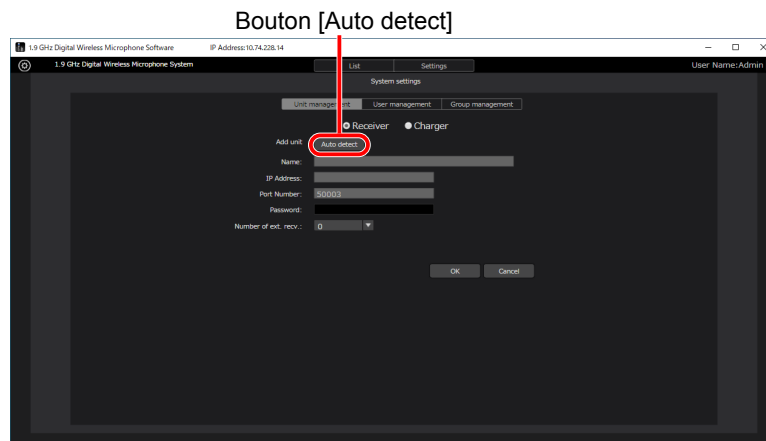 Bouton [Auto detect]
1.9 GHz Digital Wireless Microphone Software IP Address:10.74.228.14
1.9 GHz Digital Wireless Microphone System List Settings User Name:Admin
System settings
Unit management User management Group management
Receiver Charger
Add unit Auto detect
Name:
IP Address:
Port Number: 50003
Password:
Number of ext. recv.: 0
OK Cancel